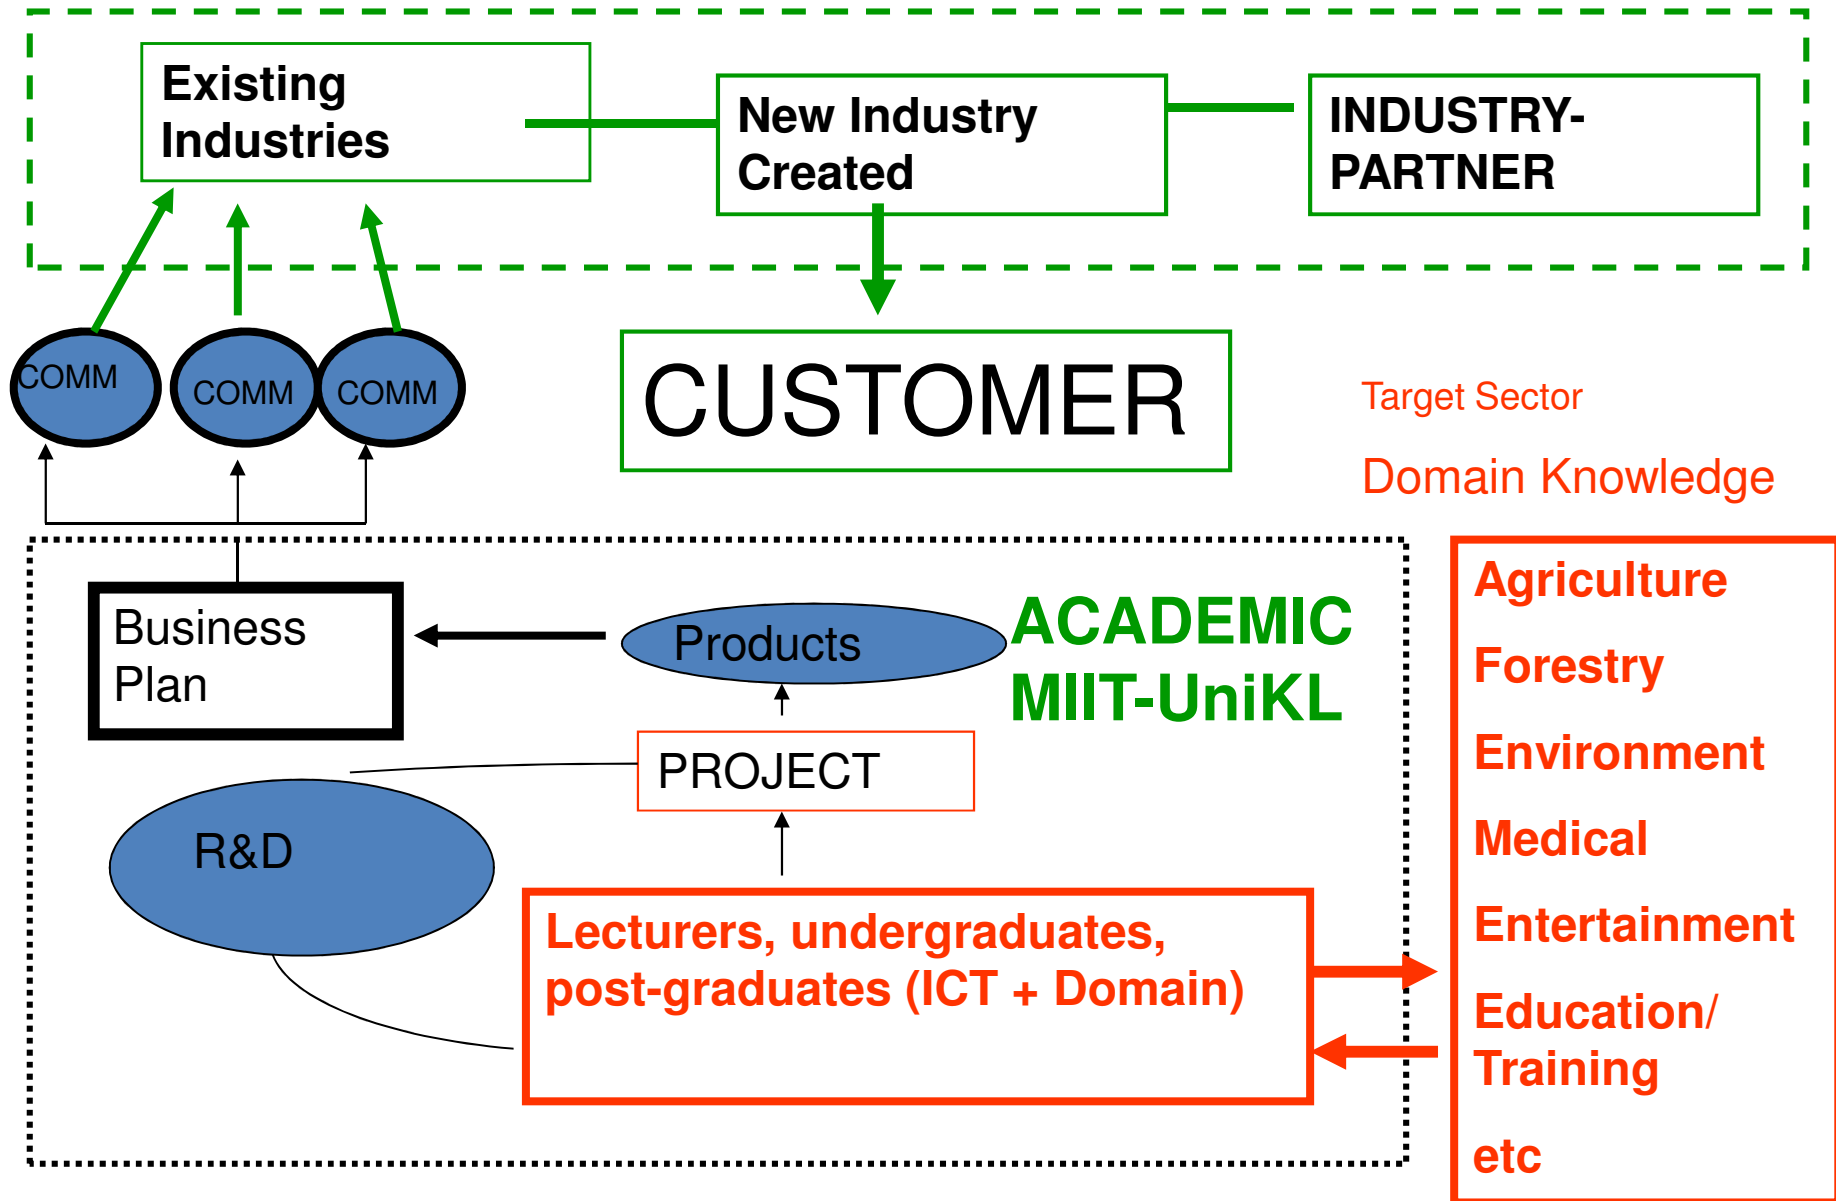 Existing
Industries
New Industry
Created
INDUSTRY-
PARTNER
COMM
COMM
COMM
CUSTOMER
Target Sector
Domain Knowledge
Business
Plan
Products
ACADEMIC
MIIT-UniKL
PROJECT
R&D
Lecturers, undergraduates,
post-graduates (ICT + Domain)
Agriculture
Forestry
Environment
Medical
Entertainment
Education/
Training
etc